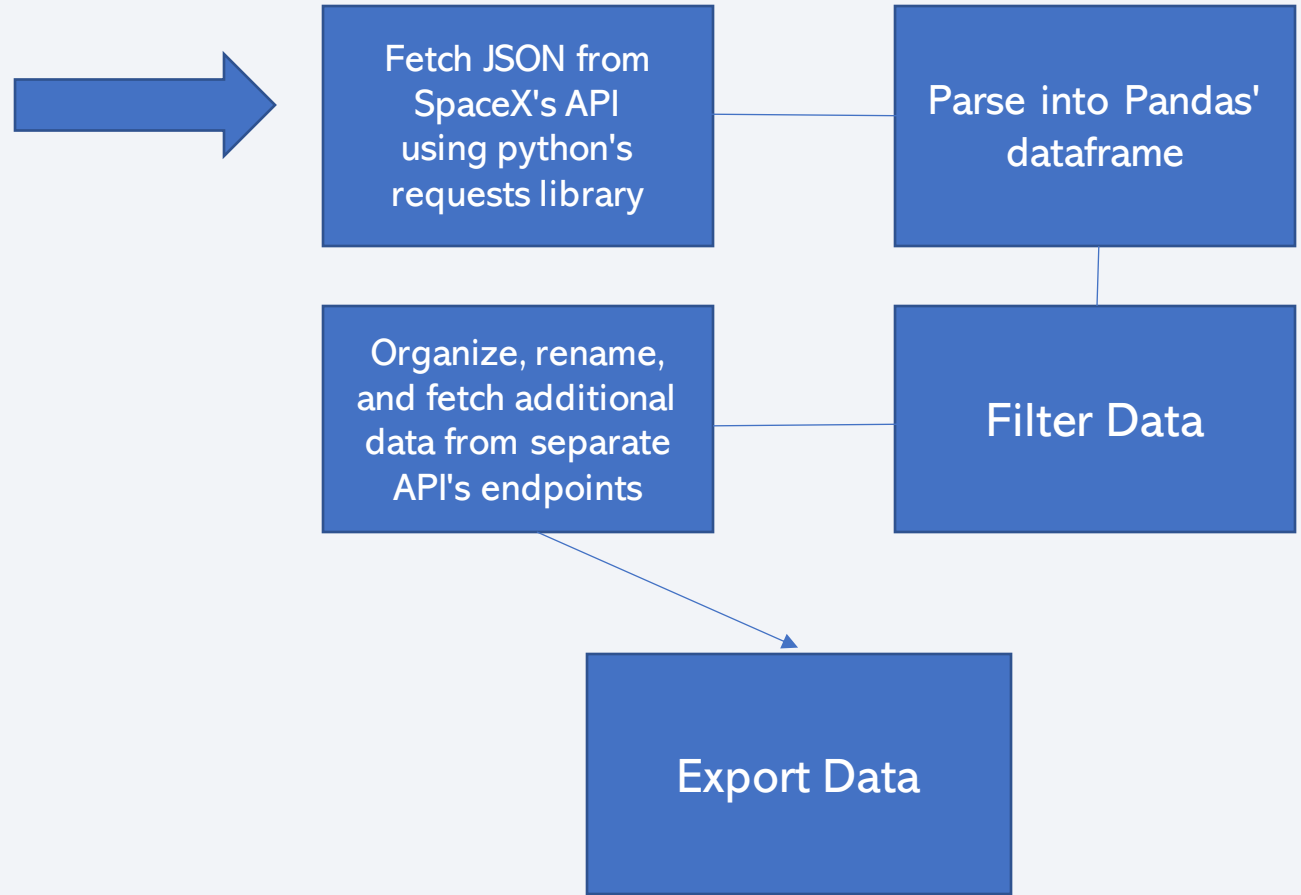 Fetch JSON from
SpaceX's API
using python's
requests library
Parse into Pandas'
dataframe
Organize, rename,
and fetch additional
data from separate
API's endpoints
Filter Data
Export Data